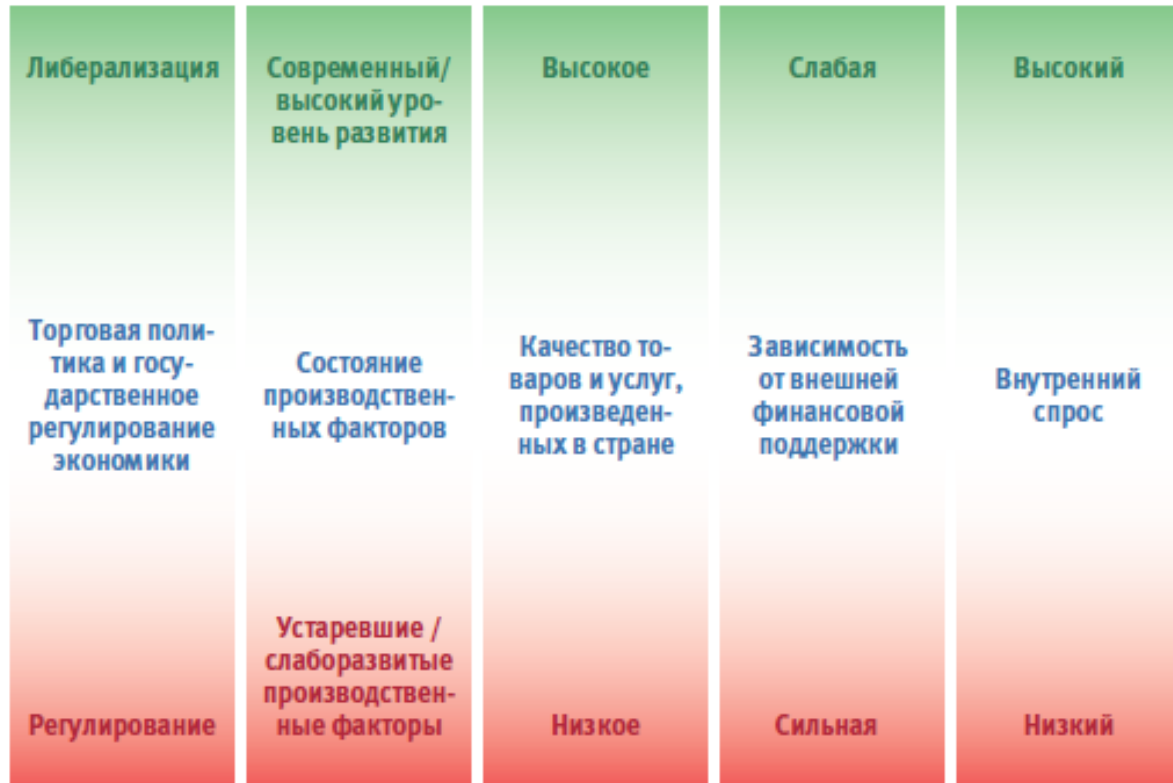 Либерализация
Торговая поли-
тика и госу-
дарственное
регулирование
экономики
Регулирование
Современный/
высокий уро-
вень развития
Состояние
производствен-
ных факторов
Устаревшие /
слаборазвитые
производствен-
ные факторы
Высокое
Качество то-
варов и услуг,
произведен-
ных в стране
Низкое
Слабая
Зависимость
от внешней
финансовой
поддержки
Сильная
Высокий
Внутренний
спрос
Низкий